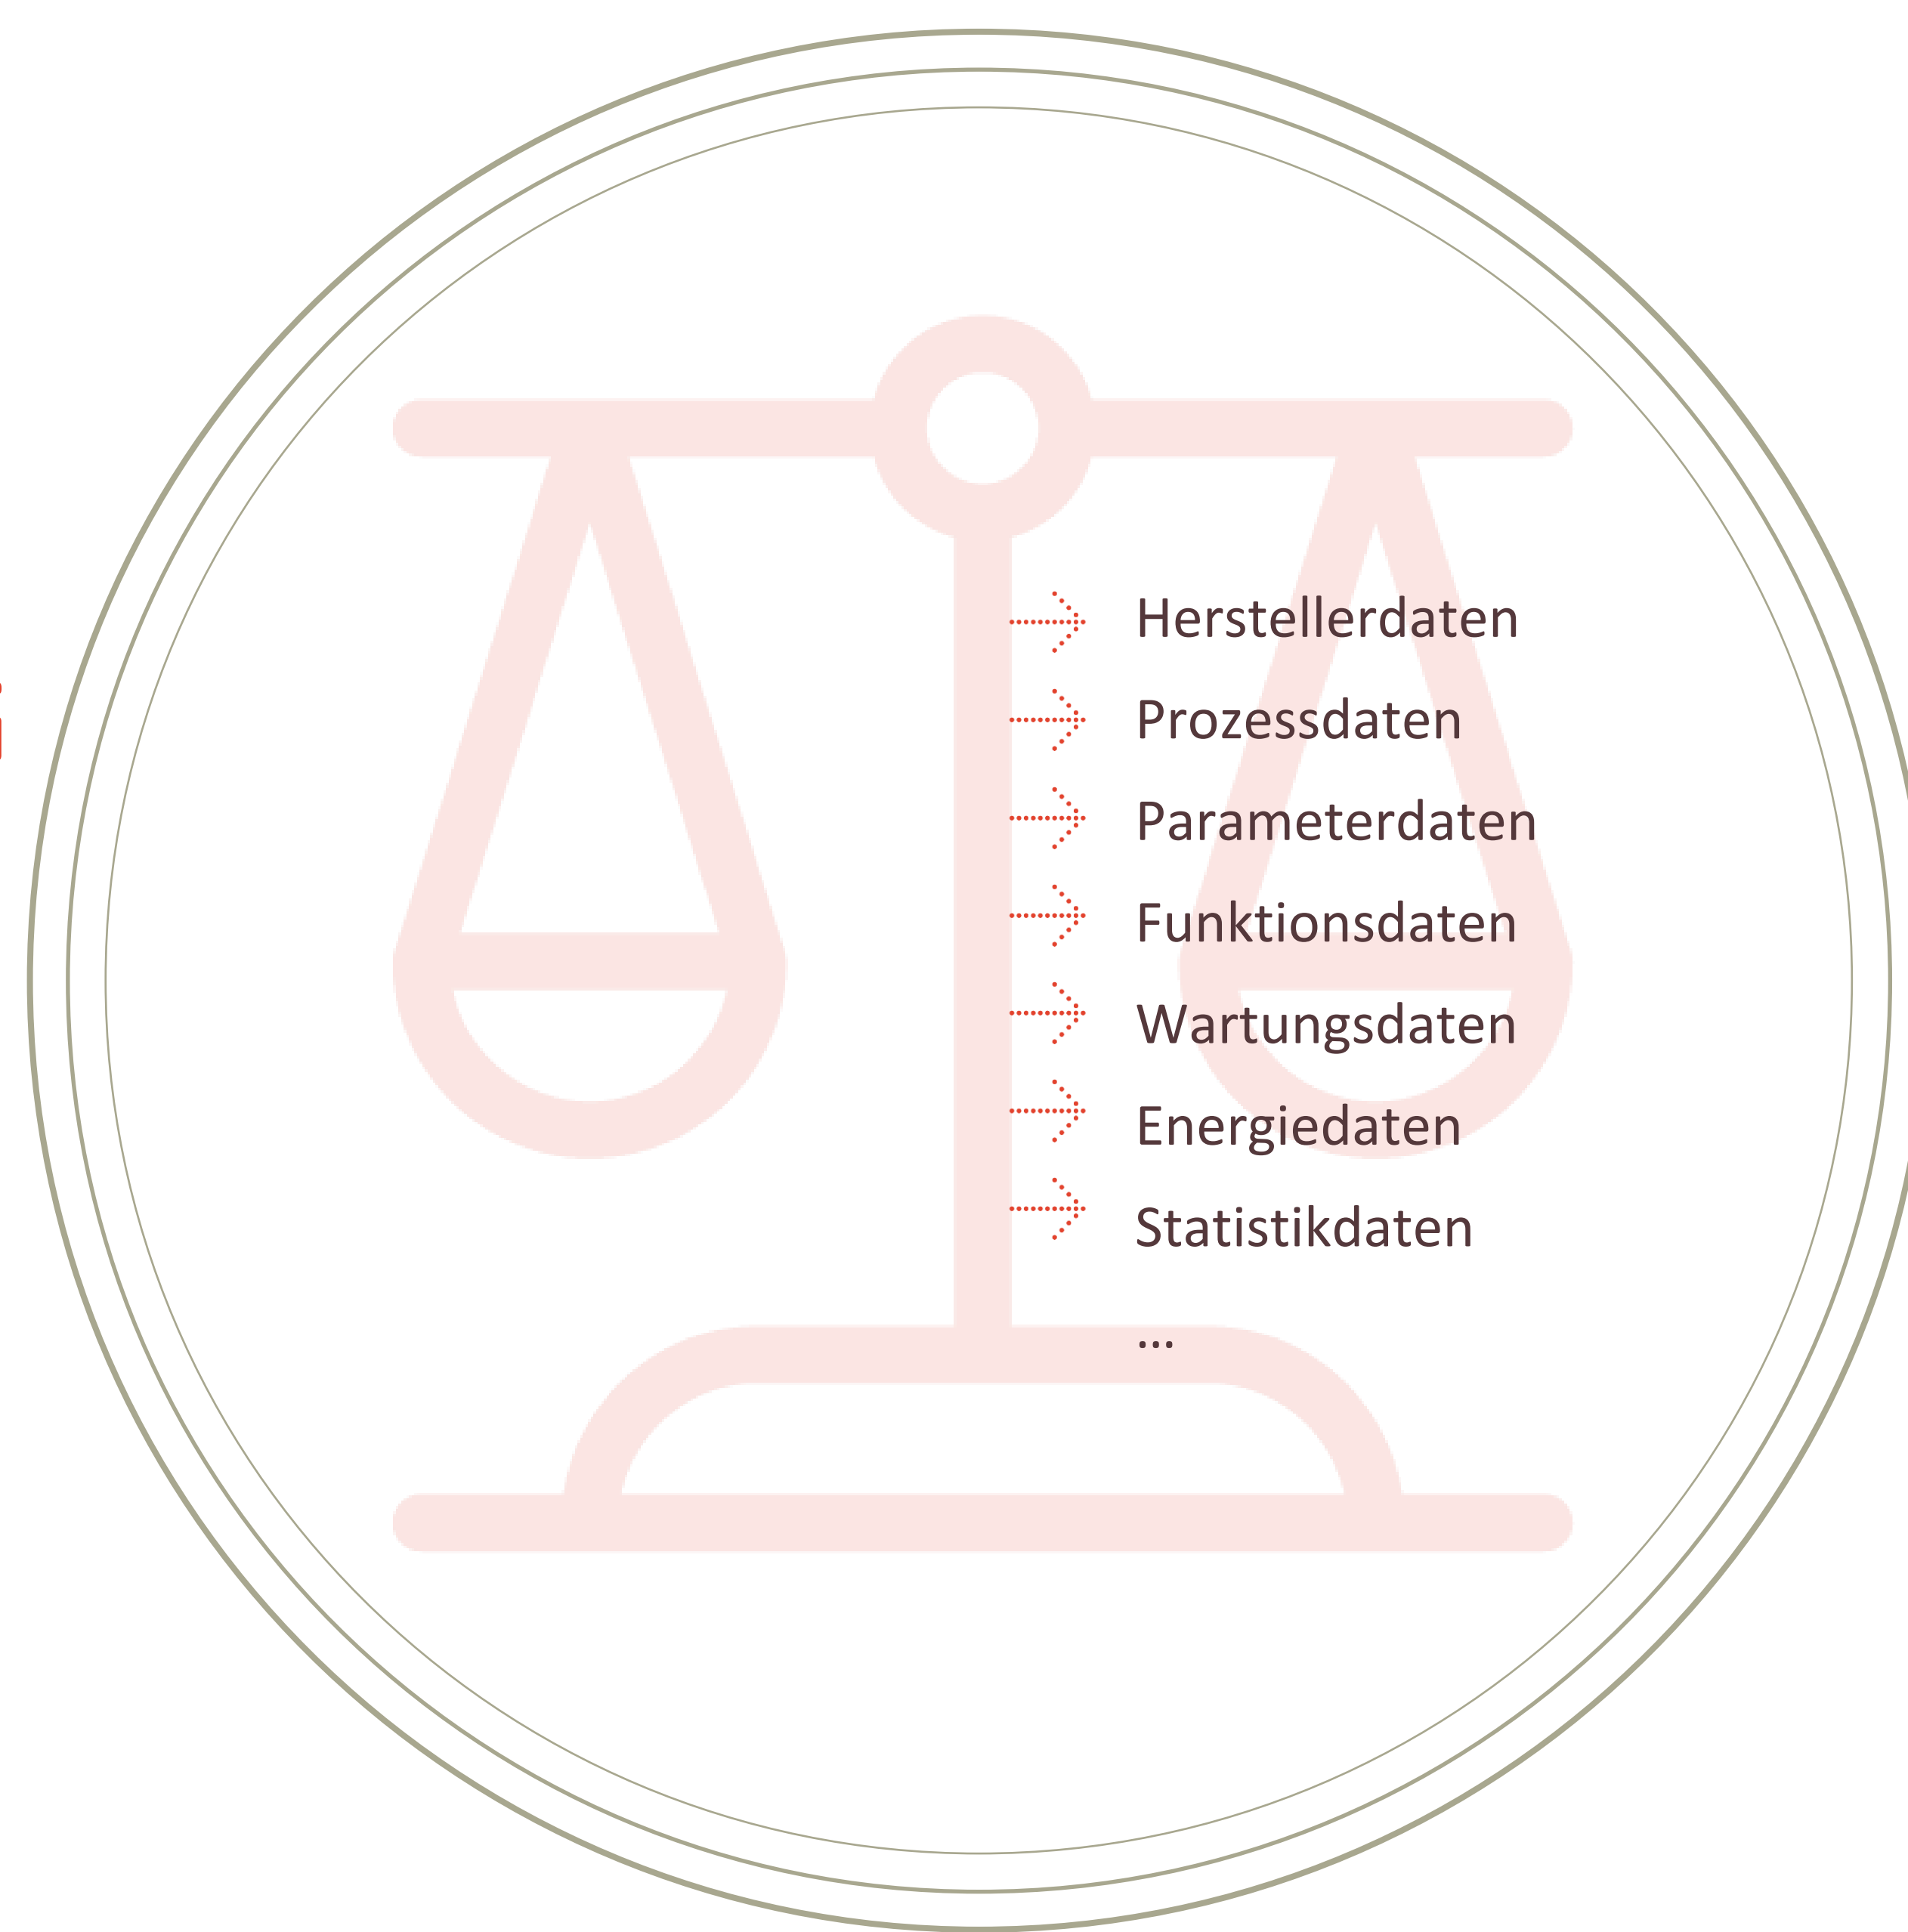 Herstellerdaten
Prozessdaten
Parameterdaten
Funktionsdaten
Wartungsdaten
Energiedaten
Statistikdaten
...